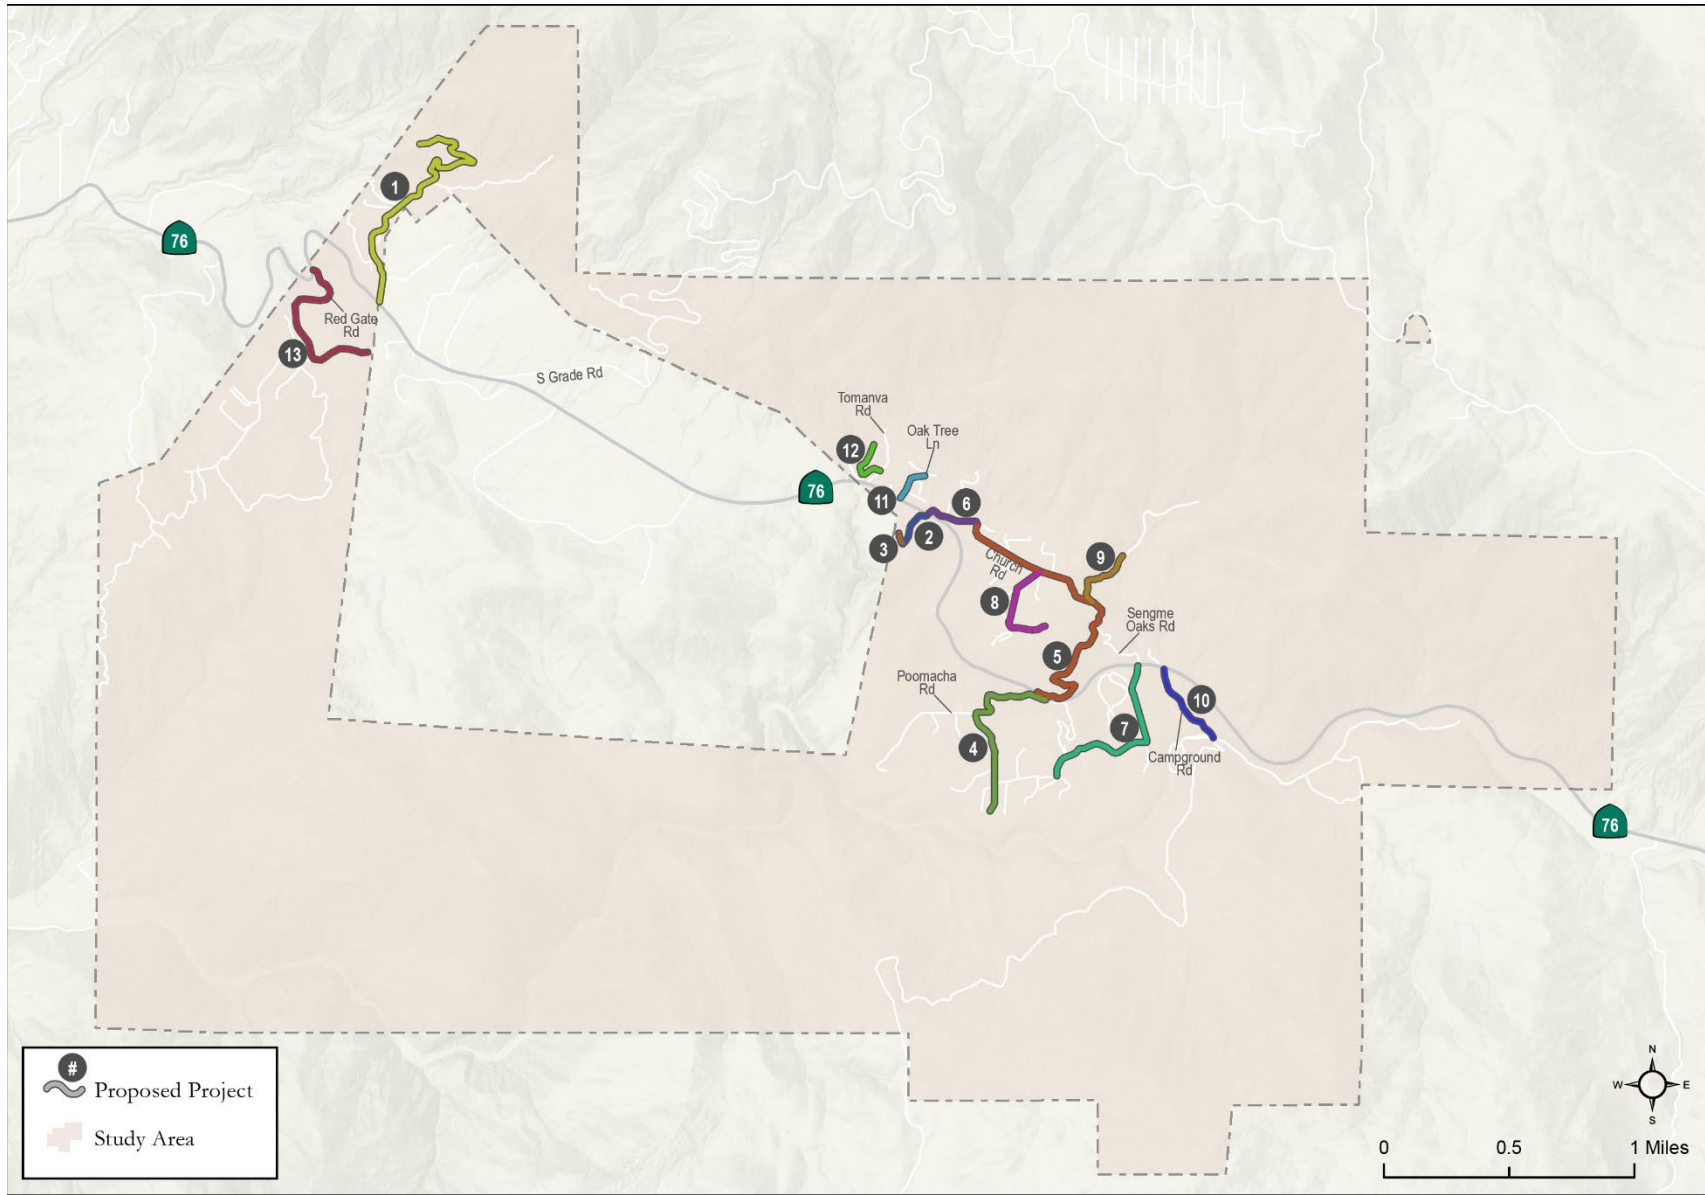 1
76
Red Gate
Rd
13
S Grade Rd
Tomanva
Rd
12
Oak Tree
Ln
76
11
6
3
2
Church
Rd
9
8
Sengme
Oaks Rd
5
Poomacha
Rd
10
4
7
Campground
Rd
76
#
Proposed Project
Study Area
N
W
E
S
0
0.5
1 Miles